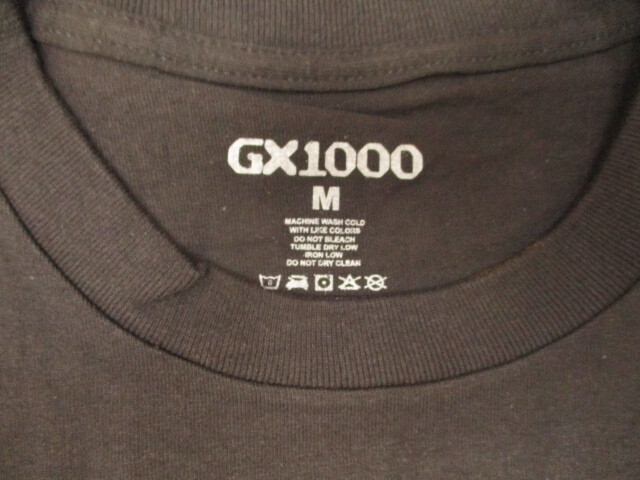 GX1000
M
MACHINE WASH COLD
WITH LIKE COLORS
DO NOT BLEACH
TUMBLE DRY LOW
IRON LOW
DO NOT DRY CLEAN